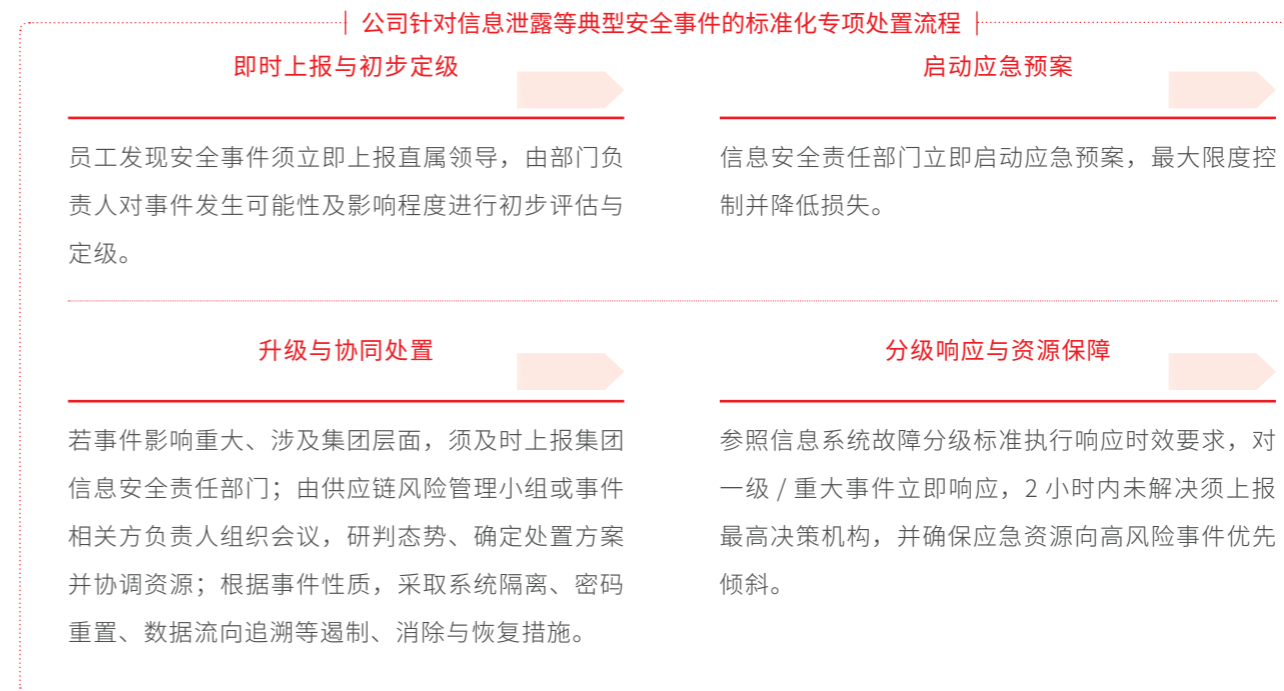 公司针对信息泄露等典型安全事件的标准化专项处置流程
即时上报与初步定级
员工发现安全事件须立即上报直属领导，由部门负
责人对事件发生可能性及影响程度进行初步评估与
定级。
启动应急预案
信息安全责任部门立即启动应急预案，最大限度控
制并降低损失。
升级与协同处置
若事件影响重大、涉及集团层面，须及时上报集团
信息安全责任部门；由供应链风险管理小组或事件
相关方负责人组织会议，研判态势、确定处置方案
并协调资源；根据事件性质，采取系统隔离、密码
重置、数据流向追溯等遏制、消除与恢复措施。
分级响应与资源保障
参照信息系统故障分级标准执行响应时效要求，对
一级 / 重大事件立即响应，2 小时内未解决须上报
最高决策机构，并确保应急资源向高风险事件优先
倾斜。